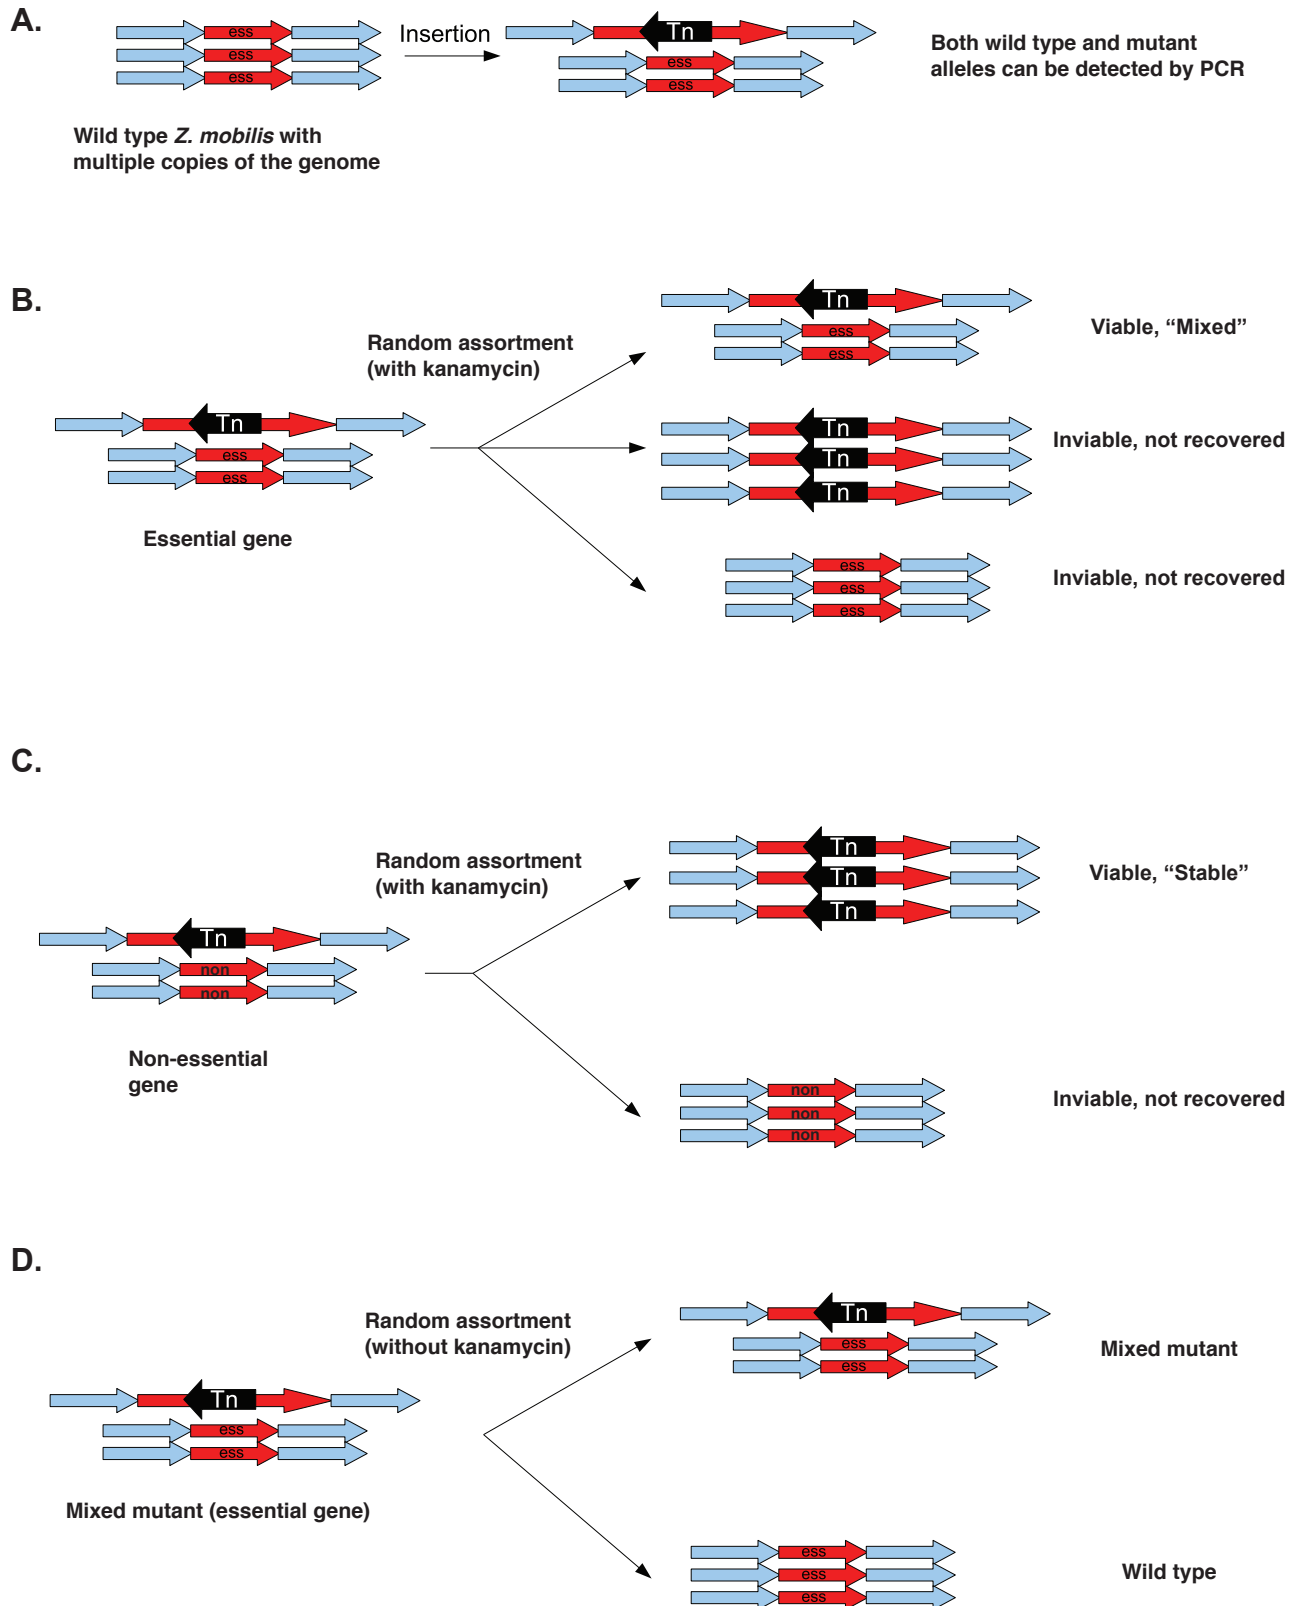 A.
ess
ess
ess
Insertion
Tn
ess
ess
Both wild type and mutant
alleles can be detected by PCR
Wild type Z. mobilis with
multiple copies of the genome
B.
Random assortment
(with kanamycin)
Tn
ess
ess
Essential gene
Tn
ess
ess
Viable, “Mixed”
Tn
Tn
Tn
Inviable, not recovered
ess
ess
ess
Inviable, not recovered
C.
Random assortment
(with kanamycin)
Tn
non
non
Non-essential
gene
Tn
Tn
Tn
Viable, “Stable”
non
non
non
Inviable, not recovered
D.
Random assortment
(without kanamycin)
Tn
ess
ess
Mixed mutant (essential gene)
Tn
ess
ess
Mixed mutant
ess
ess
ess
Wild type